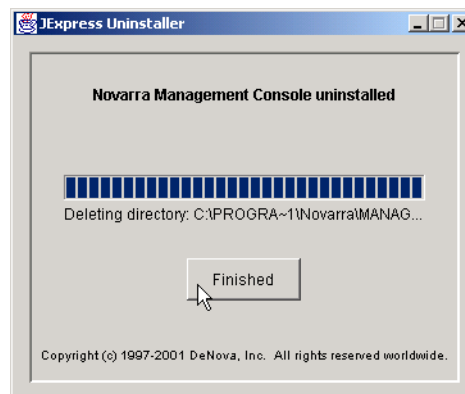 JExpress Uninstaller
Novarra Management Console uninstalled
Deleting directory: C:\PROGRA~1\Novarra\MANAG...
Finished
Copyright (c) 1997-2001 DeNova, Inc. All rights reserved worldwide.